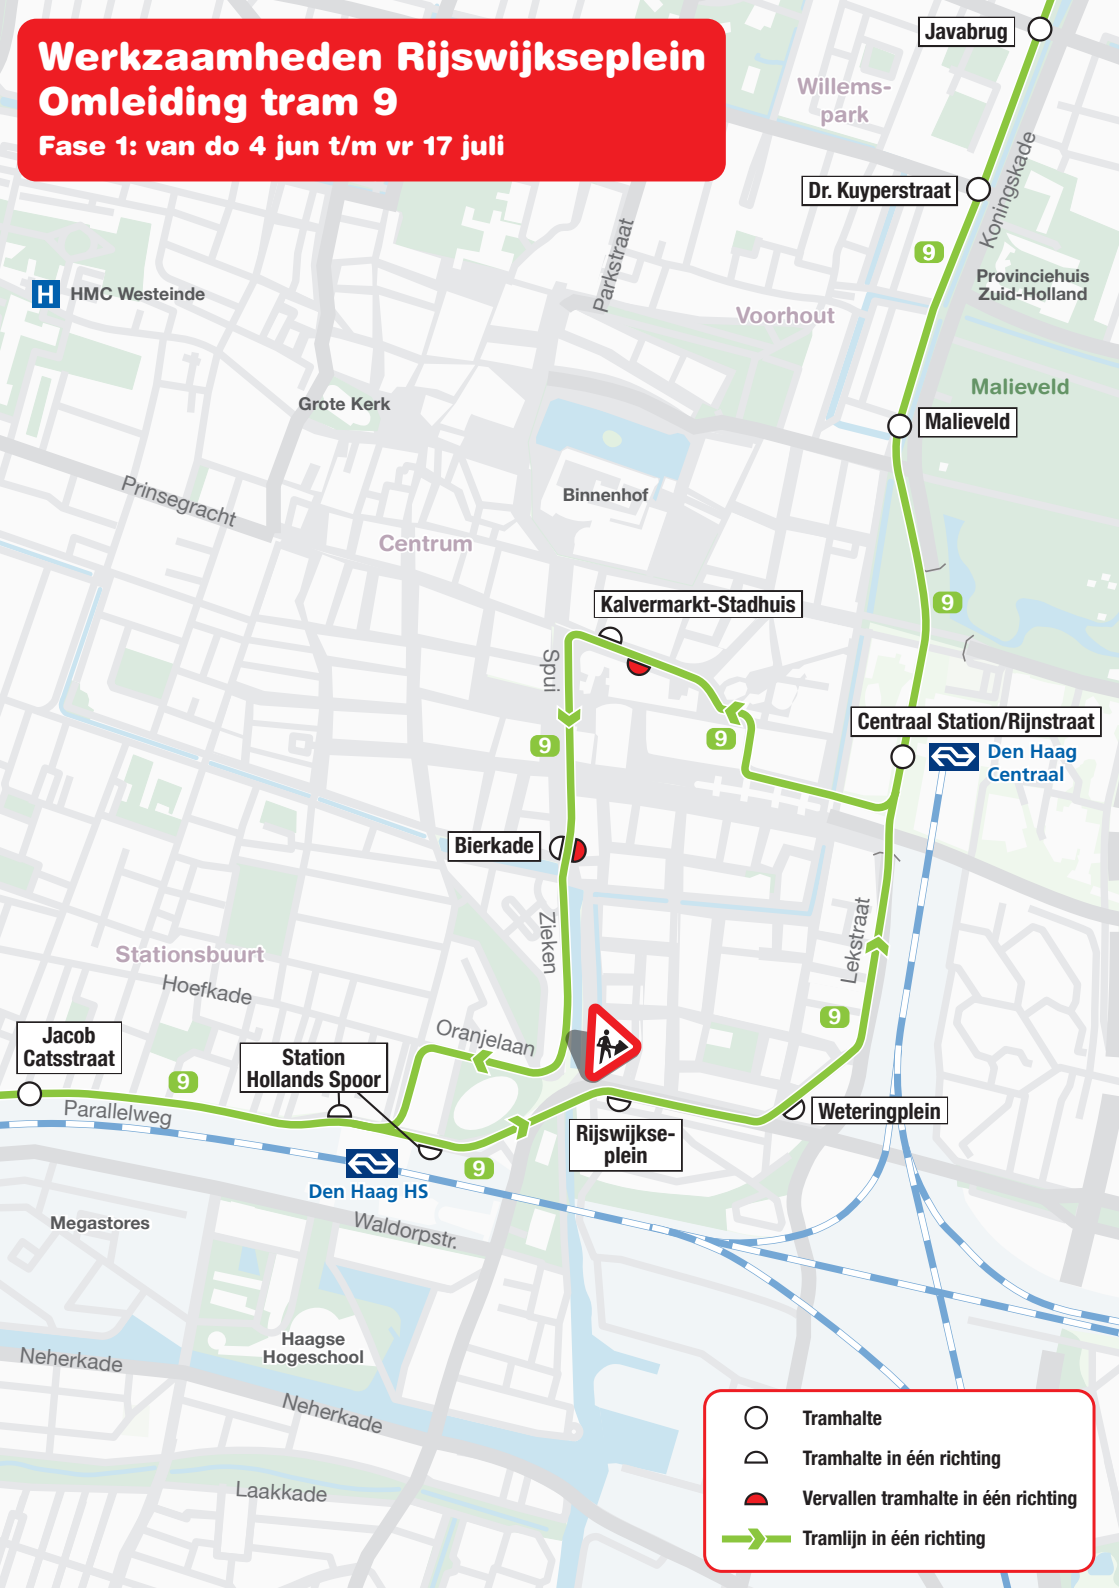 Werkzaamheden Rijswijkseplein
Omleiding tram 9
Fase 1: van do 4 jun t/m vr 17 juli
Javabrug
Willems-
park
Koningskade
Dr. Kuyperstraat
Parkstraat
9
Provinciehuis
Zuid-Holland
H HMC Westeinde
Voorhout
Malieveld
Grote Kerk
Malieveld
Prinsegracht
Binnenhof
Centrum
9
Kalvermarkt-Stadhuis
Spui
Centraal Station/Rijnstraat
9
9
Den Haag
Centraal
Bierkade
Zieken
Lekstraat
Stationsbuurt
Hoefkade
9
Oranjelaan
Jacob
Catsstraat
Station
Hollands Spoor
9
Parallelweg
Weteringplein
Rijswijkse-
plein
9
Den Haag HS
Megastores
Waldorpstr.
Haagse
Hogeschool
Neherkade
Neherkade
Laakkade
Tramhalte
Tramhalte in één richting
Vervallen tramhalte in één richting
Tramlijn in één richting